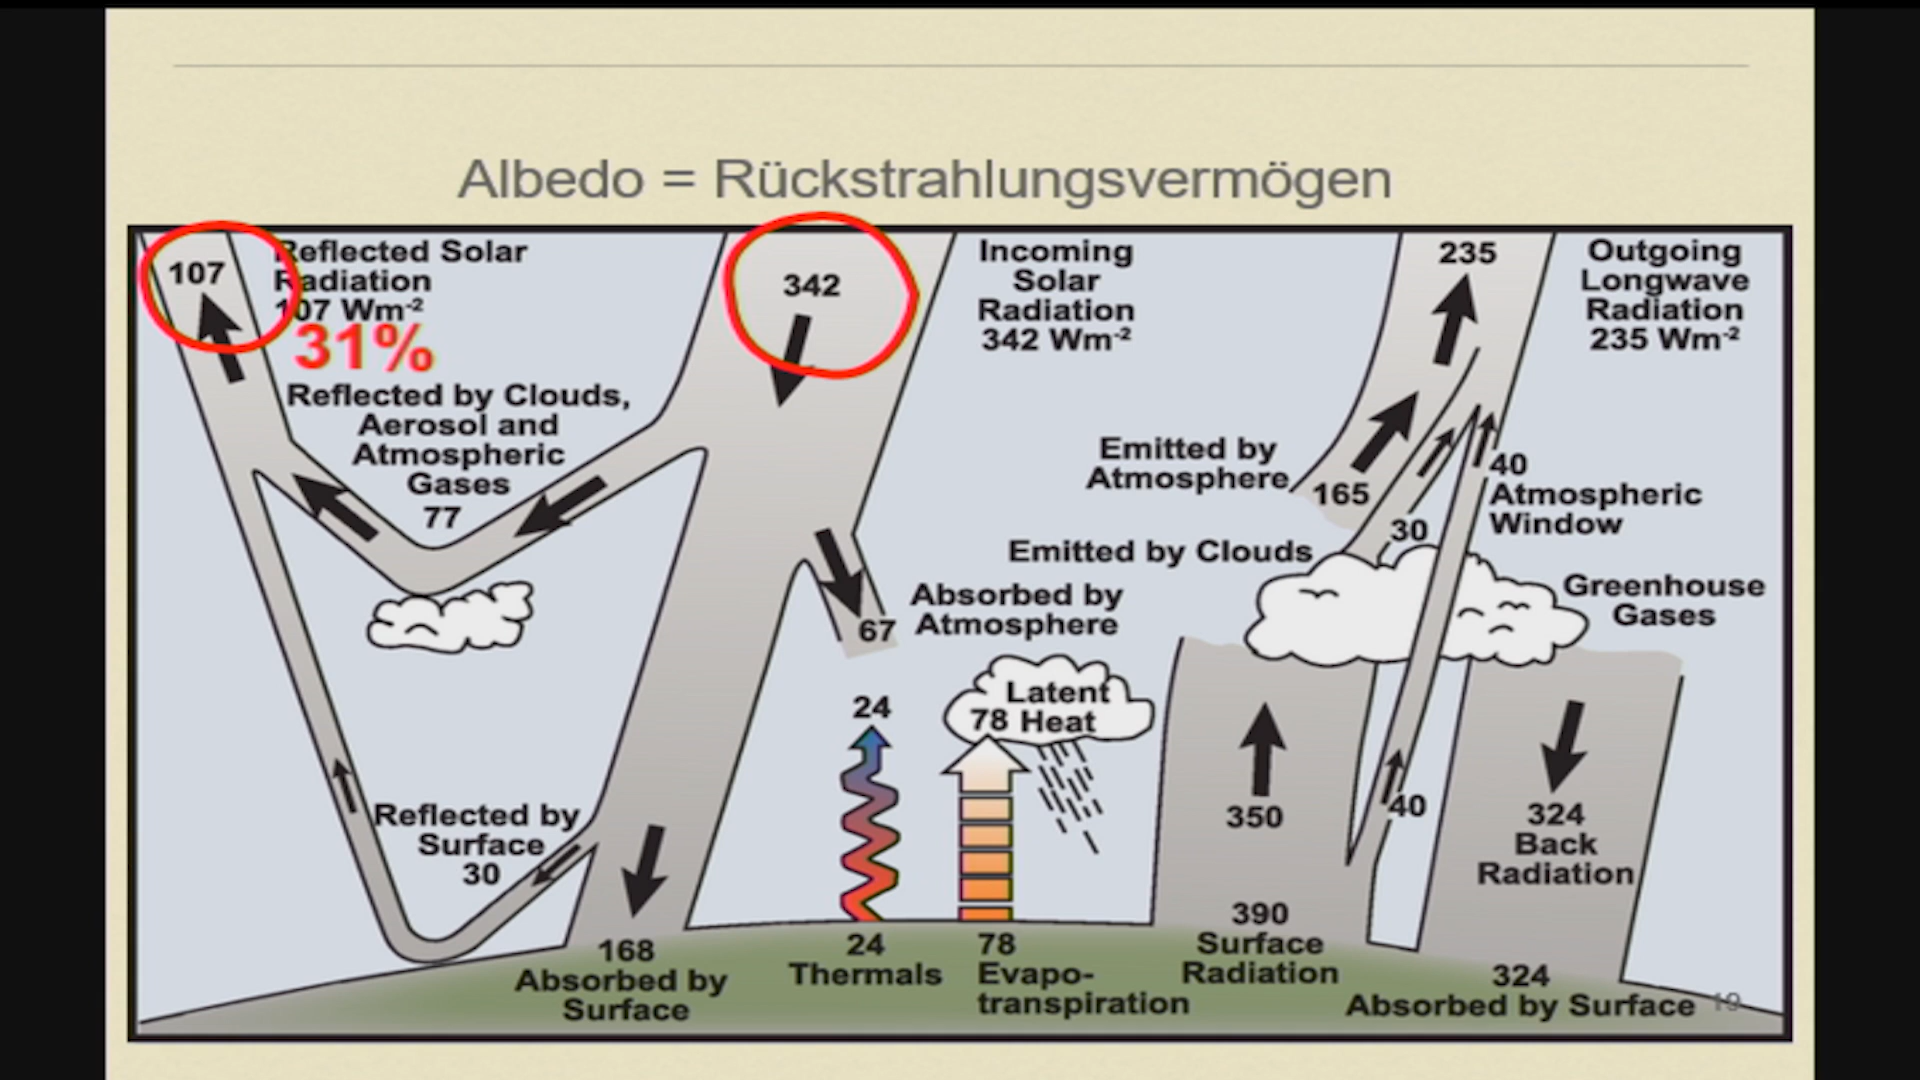 Albedo = Rückstrahlungsvermögen
107
Reflected Solar
Radiation
107 Wm-2
31%
342
Incoming
Solar
Radiation
342 Wm-2
235
Outgoing
Longwave
Radiation
235 Wm-2
Reflected by Clouds,
Aerosol and
Atmospheric
Gases
77
Emitted by
Atmosphere
165
40
Atmospheric
Window
30
Emitted by Clouds
Absorbed by
67 Atmosphere
Greenhouse
Gases
24
Latent
78 Heat
Reflected by
Surface
30
350
40
324
Back
Radiation
168
Absorbed by
Surface
24
Thermals
78
Evapo-
transpiration
390
Surface
Radiation
324
Absorbed by Surface
19